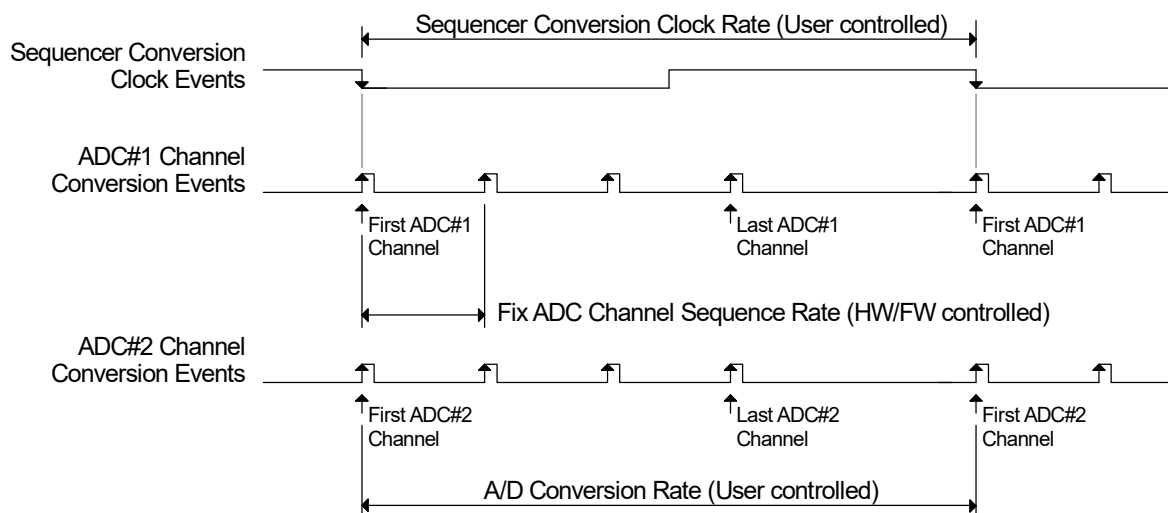 Sequencer Conversion Clock Rate (User controlled)
Sequencer Conversion
Clock Events
ADC#1 Channel
Conversion Events
First ADC#1
Channel
Last ADC#1
Channel
First ADC#1
Channel
Fix ADC Channel Sequence Rate (HW/FW controlled)
ADC#2 Channel
Conversion Events
First ADC#2
Channel
Last ADC#2
Channel
First ADC#2
Channel
A/D Conversion Rate (User controlled)